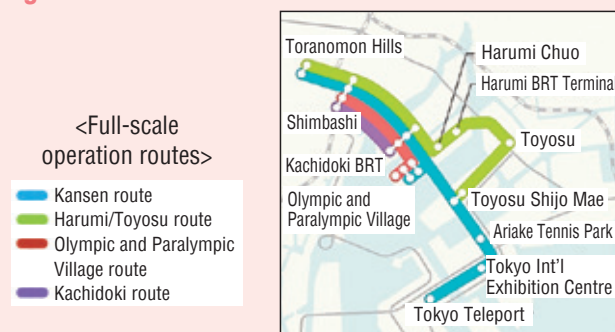 <Full-scale
operation routes>
Kansen route
Harumi/Toyosu route
Olympic and Paralympic
Village route
Kachidoki route
Toranomon Hills
Harumi Chuo
Harumi BRT Terminal
Shimbashi
Toyosu
Kachidoki BRT
Olympic and
Paralympic Village
Toyosu Shijo Mae
Ariake Tennis Park
Tokyo Int'l
Exhibition Centre
Tokyo Teleport